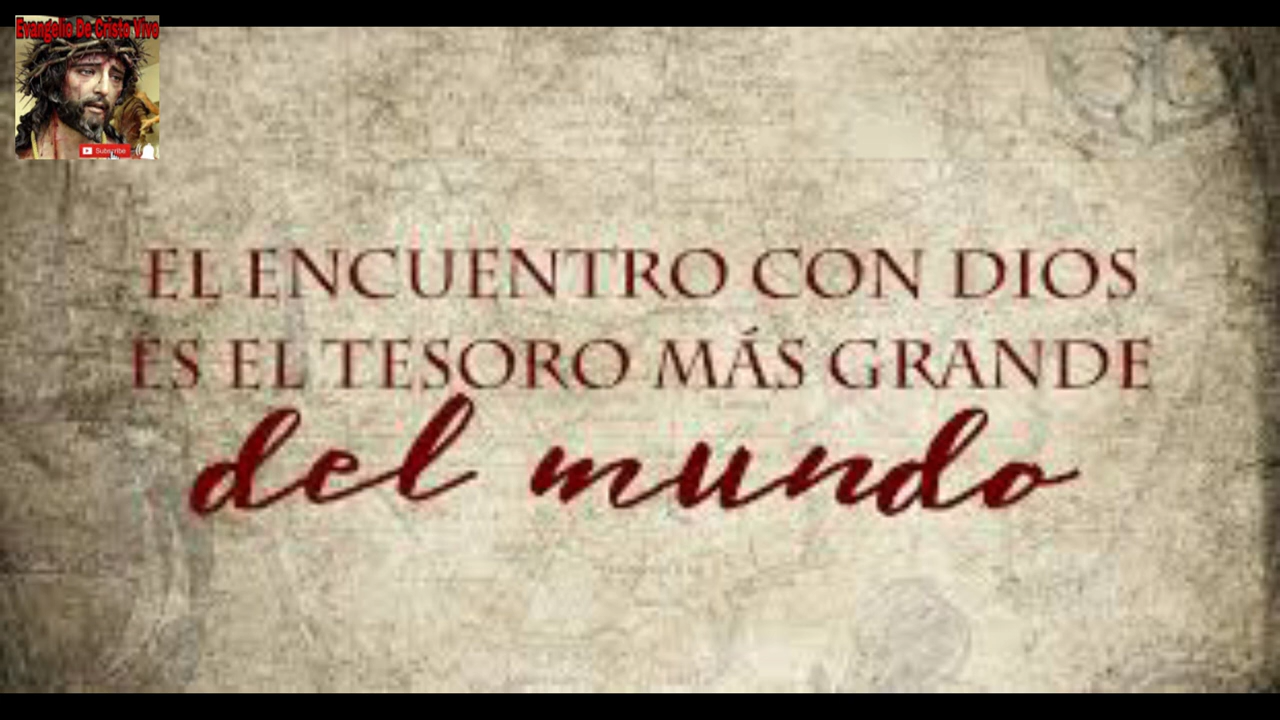 Evangelio De Cristo Vivo
Subscribe
EL ENCUENTRO CON DIOS
ES EL TESORO MÁS GRANDE
del mundo